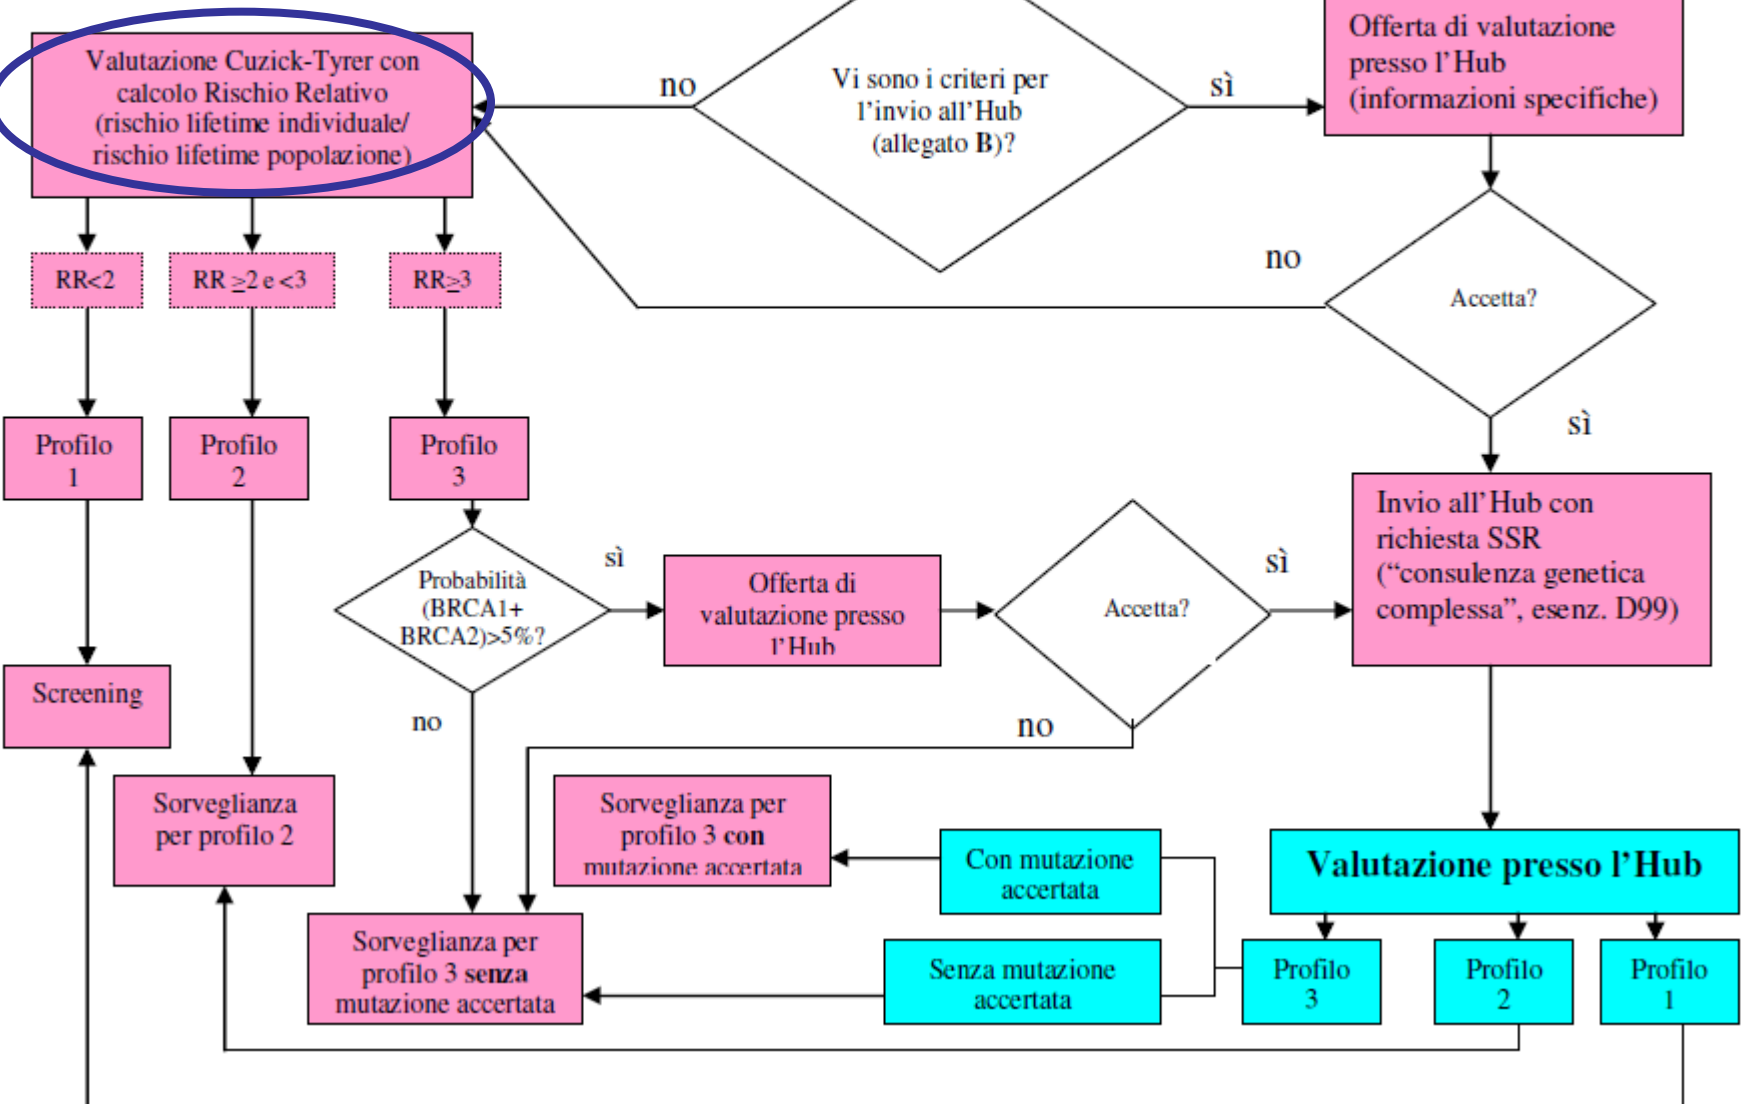 Valutazione Cuzick-Tyrer con
calcolo Rischio Relativo
(rischio lifetime individuale/
rischio lifetime popolazione)
no
Vi sono i criteri per
l'invio all'Hub
(allegato B)?
sì
Offerta di valutazione
presso l'Hub
(informazioni specifiche)
RR<2
RR ≥2 e <3
RR≥3
no
Accetta?
sì
Profilo
1
Profilo
2
Profilo
3
Probabilità
(BRCA1+
BRCA2)>5%?
sì
Offerta di
valutazione presso
l'Hub
Accetta?
sì
Invio all'Hub con
richiesta SSR
("consulenza genetica
complessa", esenz. D99)
Screening
no
no
Sorveglianza
per profilo 2
Sorveglianza per
profilo 3 con
mutazione accertata
Con mutazione
accertata
Valutazione presso l'Hub
Sorveglianza per
profilo 3 senza
mutazione accertata
Senza mutazione
accertata
Profilo
3
Profilo
2
Profilo
1